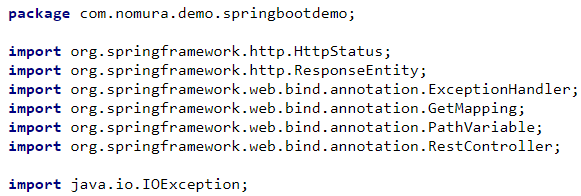 package com.nomura.demo.springbootdemo;
import org.springframework.http.HttpStatus;
import org.springframework.http.ResponseEntity;
import org.springframework.web.bind.annotation.ExceptionHandler;
import org.springframework.web.bind.annotation.GetMapping;
import org.springframework.web.bind.annotation.PathVariable;
import org.springframework.web.bind.annotation.RestController;
import java.io.IOException;